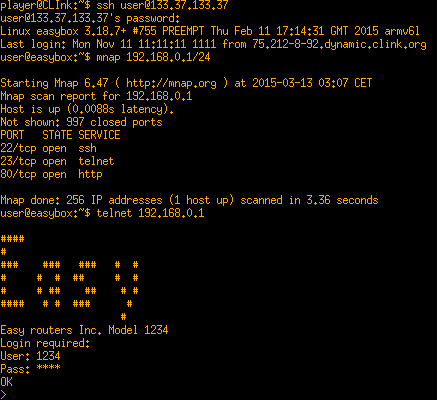 player@CLInk:~$ ssh user@133.37.133.37
user@133.37.133.37's password:
Linux easybox 3.18.7+ #755 PREEMPT Thu Feb 11 17:14:31 GMT 2015 armv6l
Last login: Mon Nov 11 11:11:11 1111 from 75.212-8-92.dynamic.clink.org
user@easybox:~$ mnap 192.168.0.1/24

Starting Mnap 6.47 ( http://mnap.org ) at 2015-03-13 03:07 CET
Mnap scan report for 192.168.0.1
Host is up (0.0088s latency).
Not shown: 997 closed ports
PORT   STATE SERVICE
22/tcp open  ssh
23/tcp open  telnet
80/tcp open  http

Mnap done: 256 IP addresses (1 host up) scanned in 3.36 seconds
user@easybox:~$ telnet 192.168.0.1

####
#
###    ###   ###   #  #
#     #  #  ##     #  #
#     # ##    ##    # #
####   # #  ###      #
                    #
Easy routers Inc. Model 1234
Login required:
User: 1234
Pass: ****
OK
>